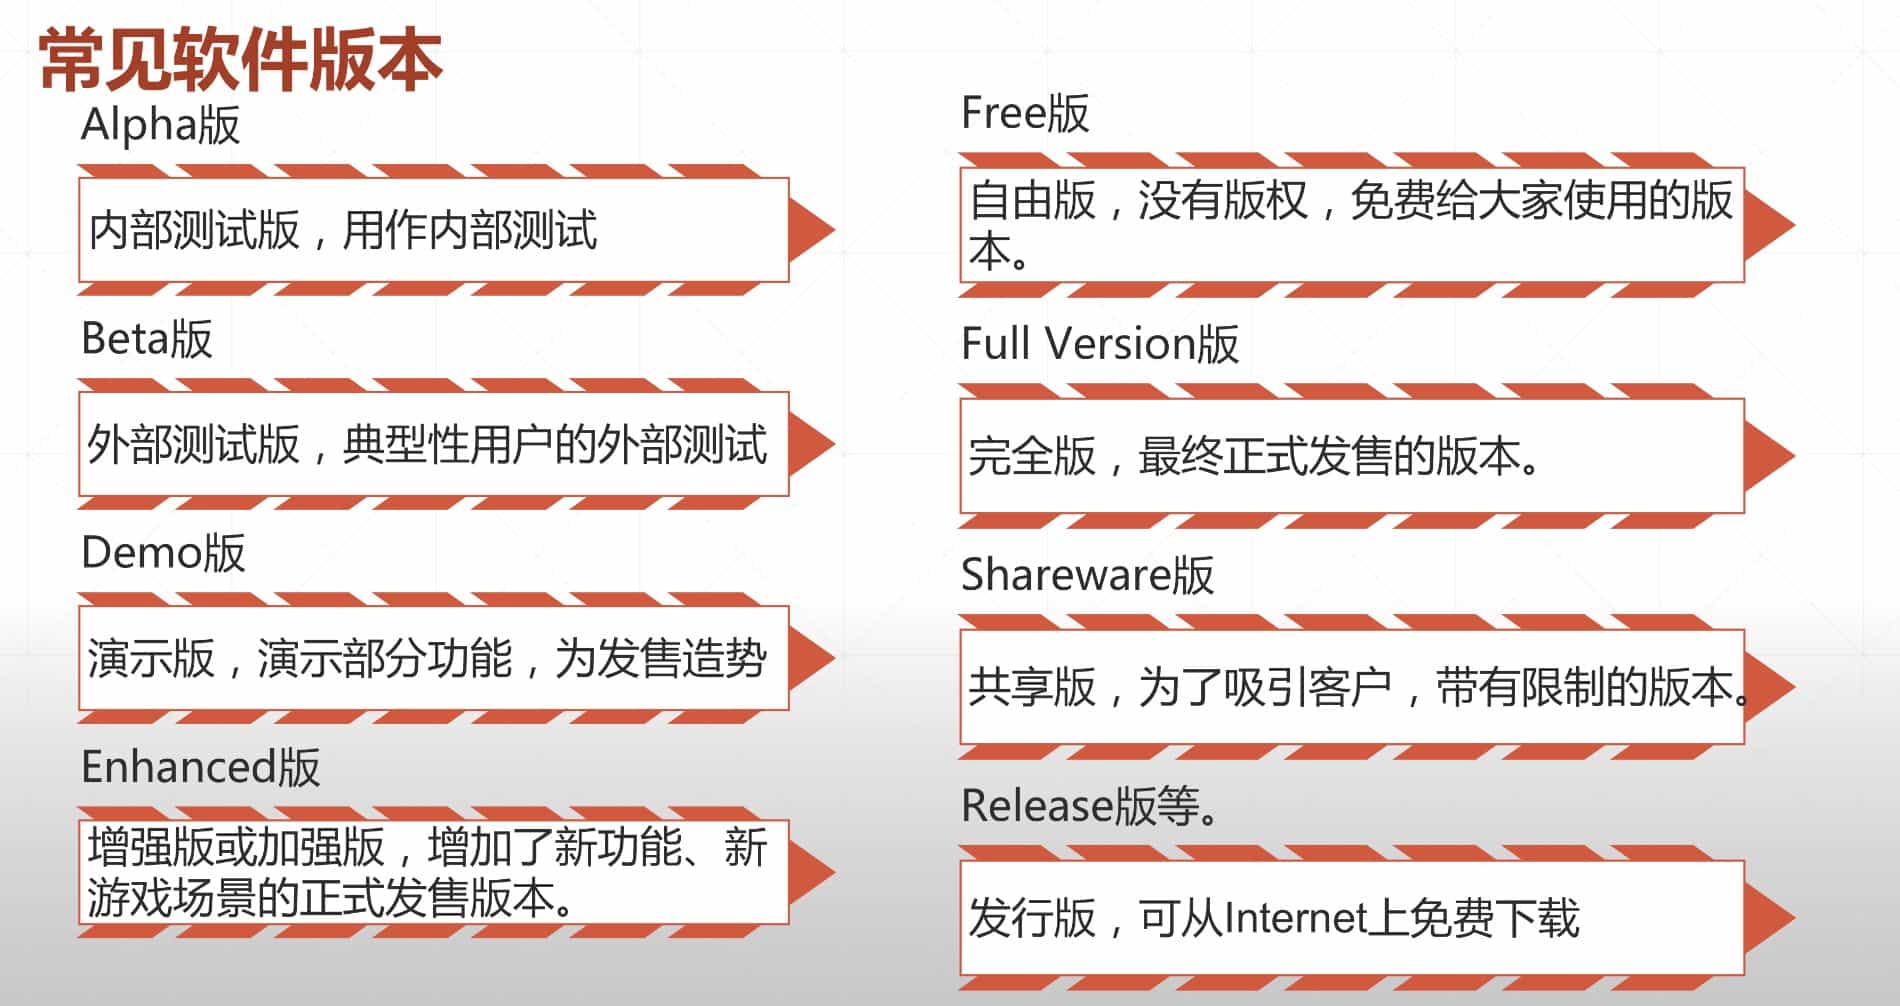 常见软件版本
Alpha版
内部测试版，用作内部测试
Beta版
外部测试版，典型性用户的外部测试
Demo版
演示版，演示部分功能，为发售造势
Enhanced版
增强版或加强版，增加了新功能、新
游戏场景的正式发售版本。
Free版
自由版，没有版权，免费给大家使用的版
本。
Full Version版
完全版，最终正式发售的版本。
Shareware版
共享版，为了吸引客户，带有限制的版本。
Release版等。
发行版，可从Internet上免费下载